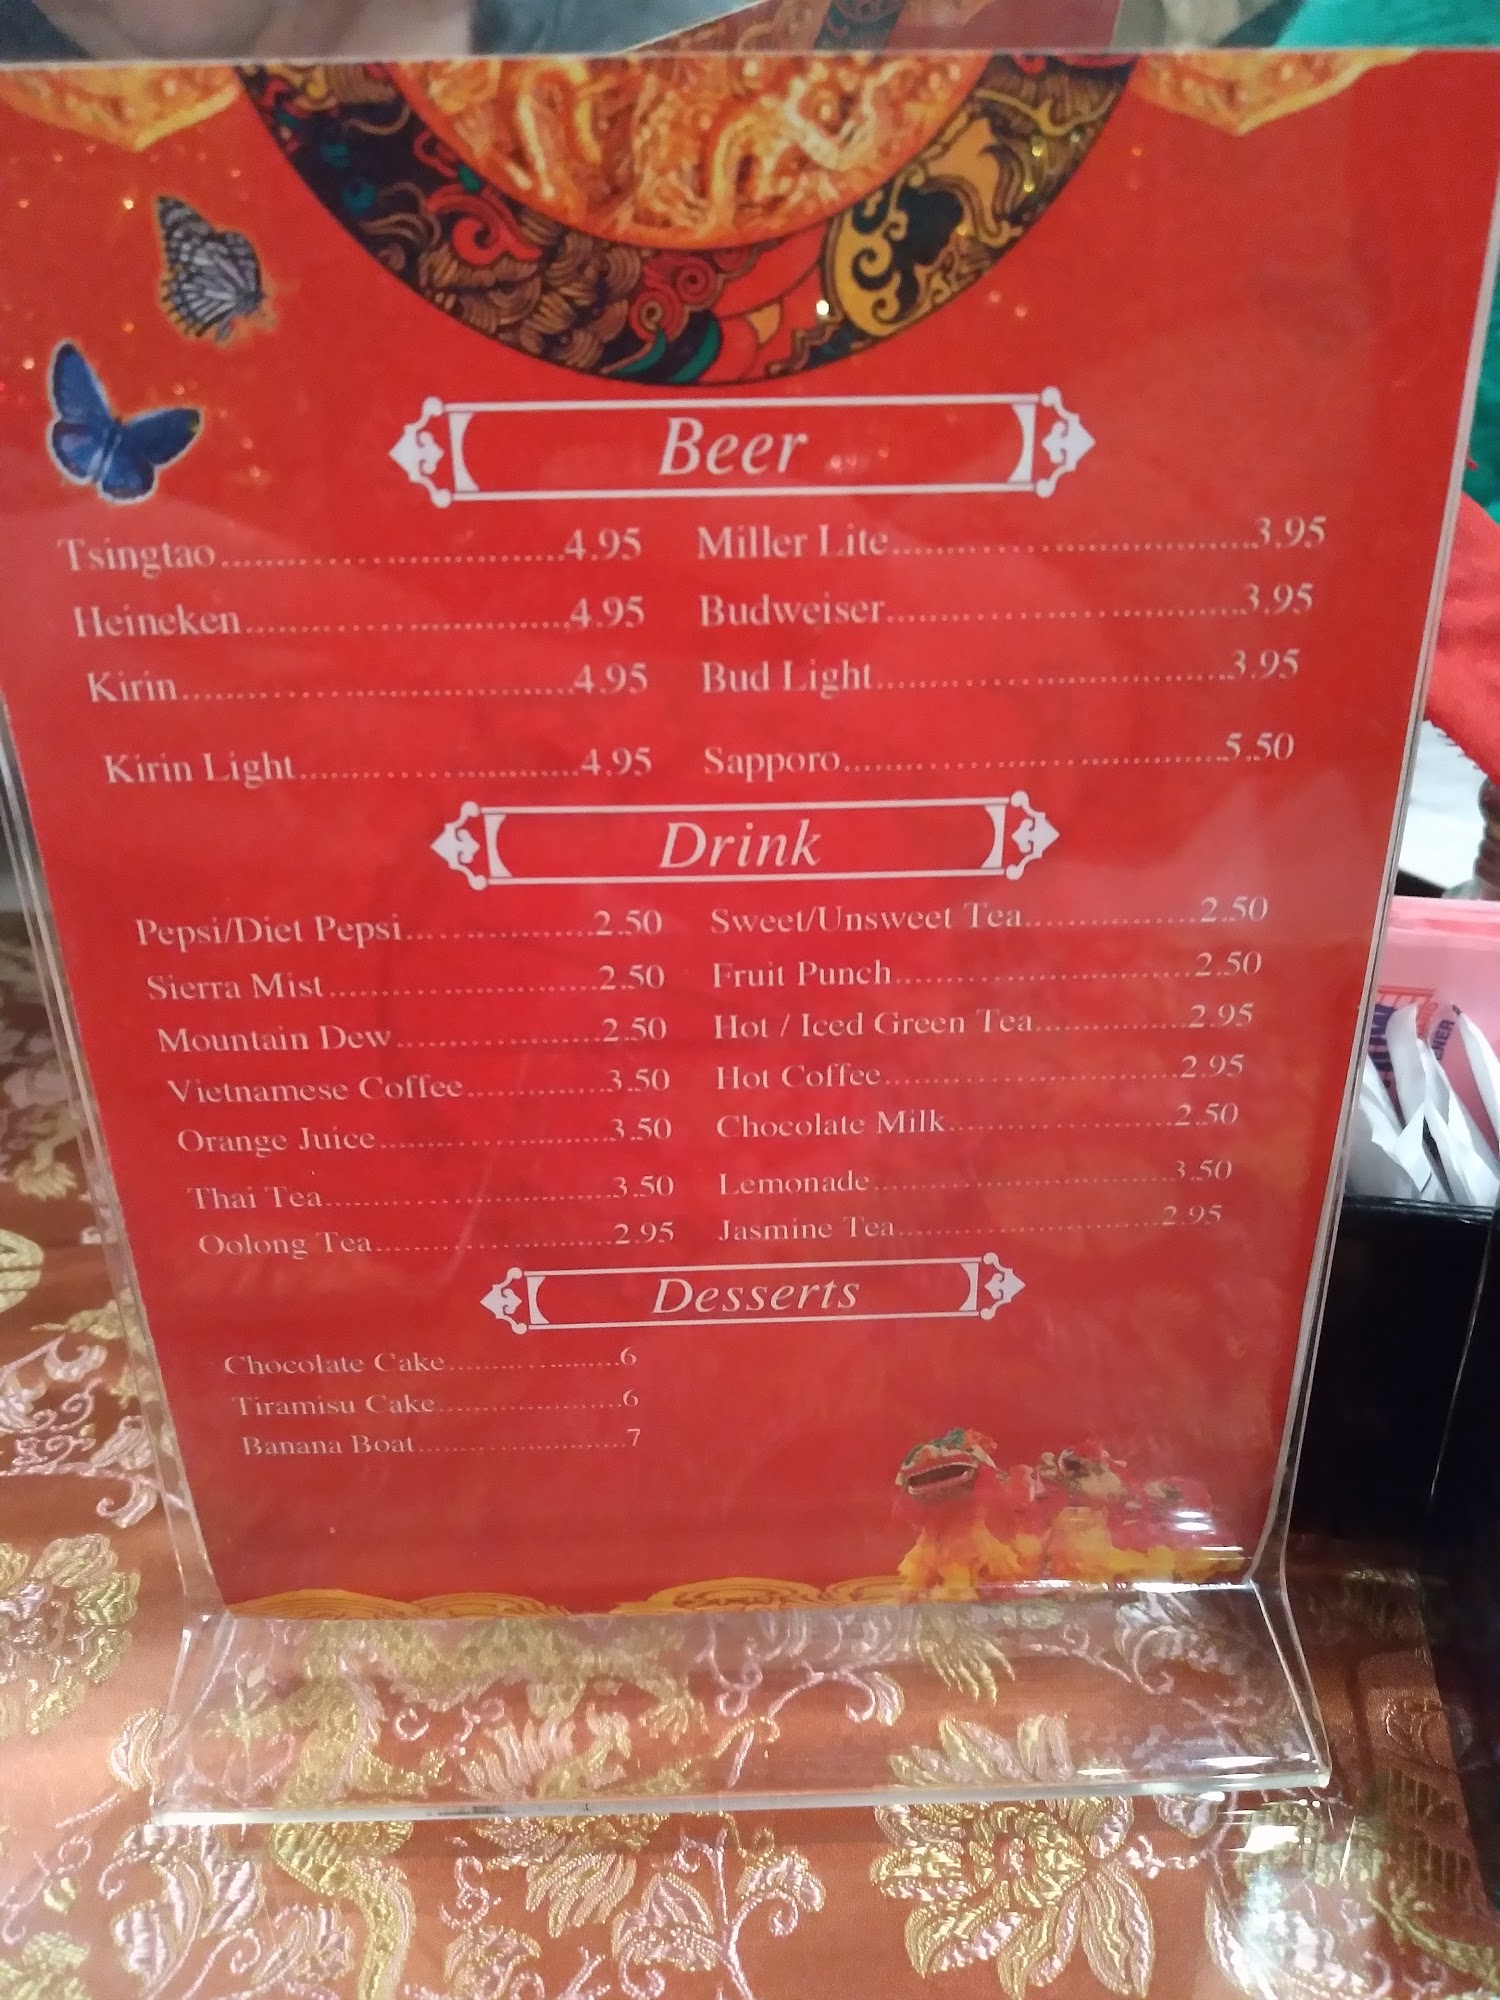 Beer
Tsingtao 4.95
Miller Lite 3.95
Heineken 4.95
Budweiser 3.95
Kirin 4.95
Bud Light 3.95
Kirin Light 4.95
Sapporo 5.50
Drink
Pepsi/Diet Pepsi 2.50
Sweet/Unsweet Tea 2.50
Sierra Mist 2.50
Fruit Punch 2.50
Mountain Dew 2.50
Hot / Iced Green Tea 2.95
Vietnamese Coffee 3.50
Hot Coffee 2.95
Orange Juice 3.50
Chocolate Milk 2.50
Thai Tea 3.50
Lemonade 3.50
Oolong Tea 2.95
Jasmine Tea 2.95
Desserts
Chocolate Cake 6
Tiramisu Cake 6
Banana Boat 7